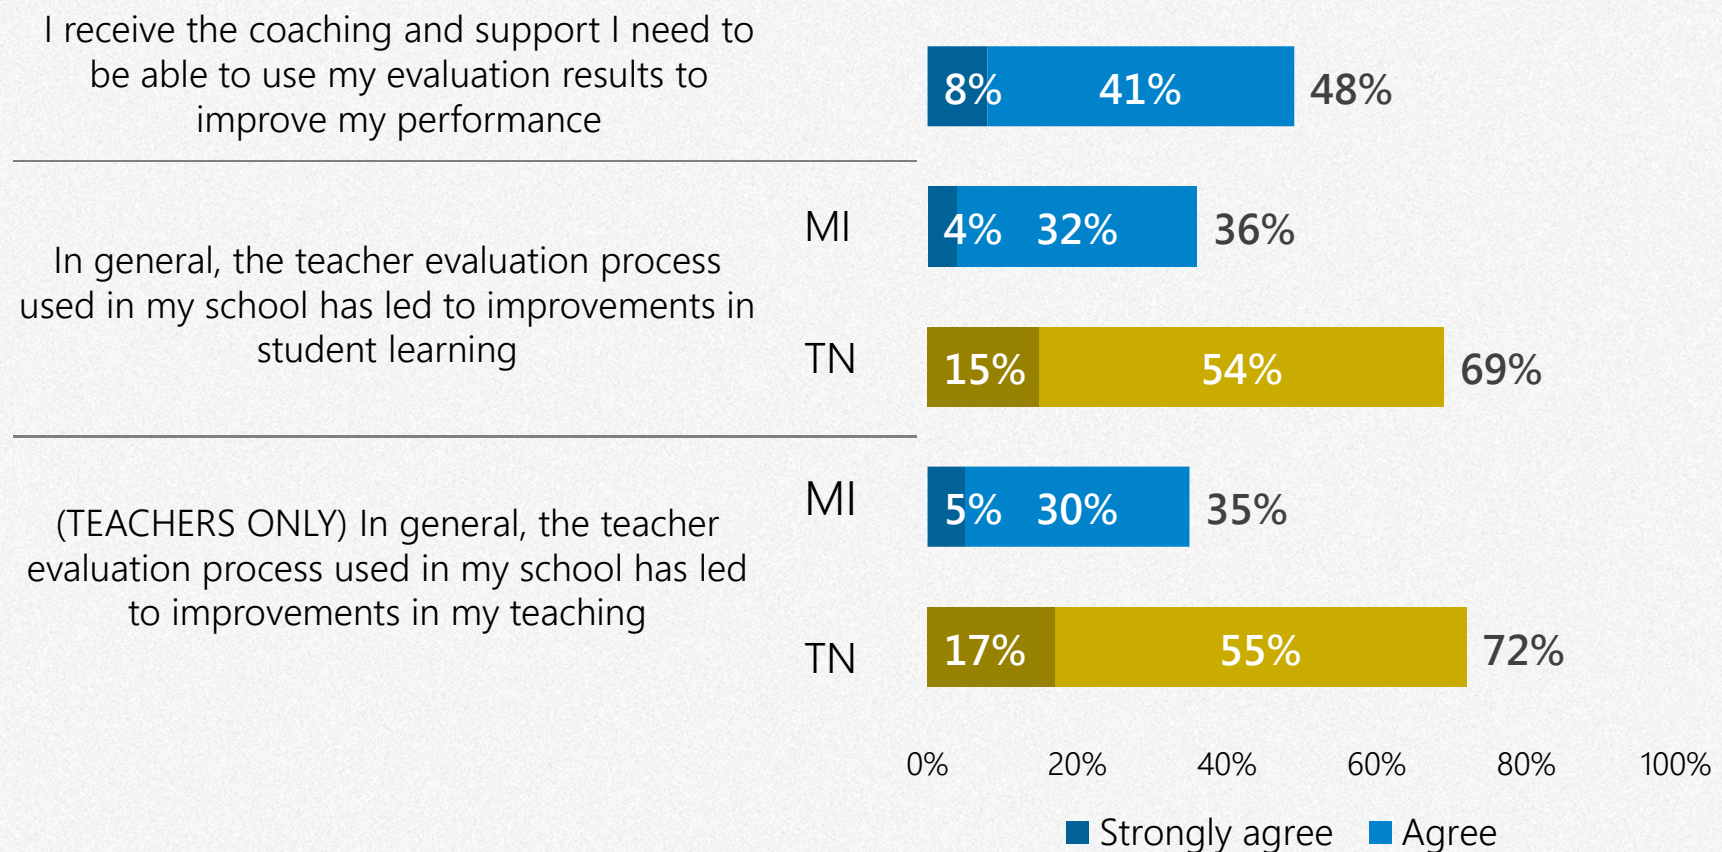 I receive the coaching and support I need to
be able to use my evaluation results to
improve my performance
8% 41% 48%
In general, the teacher evaluation process
used in my school has led to improvements in
student learning
MI
4% 32% 36%
TN
15% 54% 69%
(TEACHERS ONLY) In general, the teacher
evaluation process used in my school has led
to improvements in my teaching
MI
5% 30% 35%
TN
17% 55% 72%
0% 20% 40% 60% 80% 100%
Strongly agree Agree